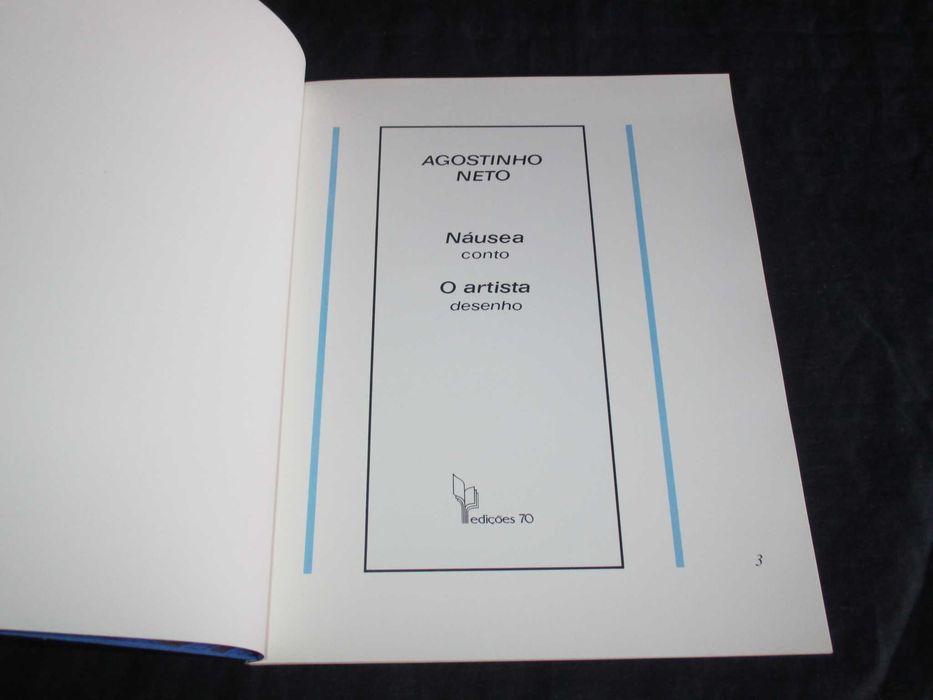 AGOSTINHO
NETO
Náusea
conto
O artista
desenho
edições 70
3